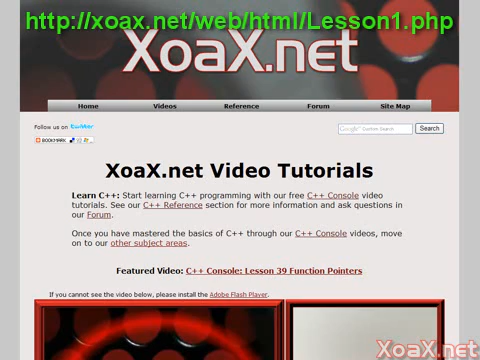 http://xoax.net/web/html/Lesson1.php
XoaX.net
Home Videos Reference Forum Site Map
Follow us on twitter
Google Custom Search Search
BOOKMARK
XoaX.net Video Tutorials
Learn C++: Start learning C++ programming with our free C++ Console video
tutorials. See our C++ Reference section for more information and ask questions in
our Forum.
Once you have mastered the basics of C++ through our C++ Console videos, move
on to our other subject areas.
Featured Video: C++ Console: Lesson 39 Function Pointers
If you cannot see the video below, please install the Adobe Flash Player.
XoaX.net